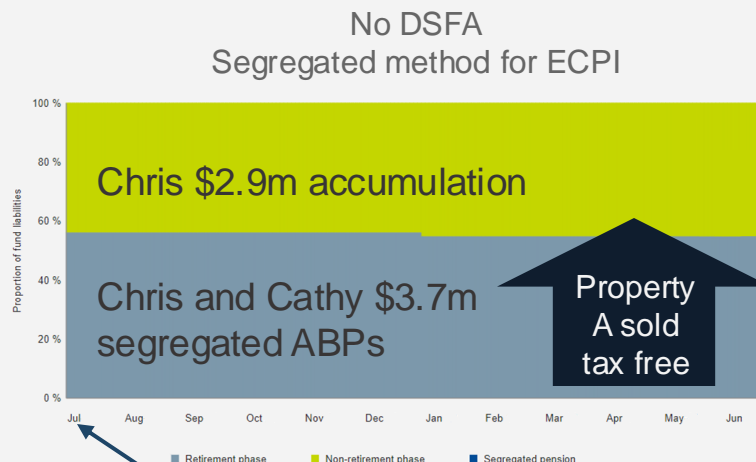 No DSFA
Segregated method for ECPI
100 %
80 %
60 %
40 %
20 %
0 %
Proportion of fund liabilities
Chris $2.9m accumulation
Chris and Cathy $3.7m
segregated ABPs
Property
A sold
tax free
Jul Aug Sep Oct Nov Dec Jan Feb Mar Apr May Jun
Retirement phase Non-retirement phase Segregated pension